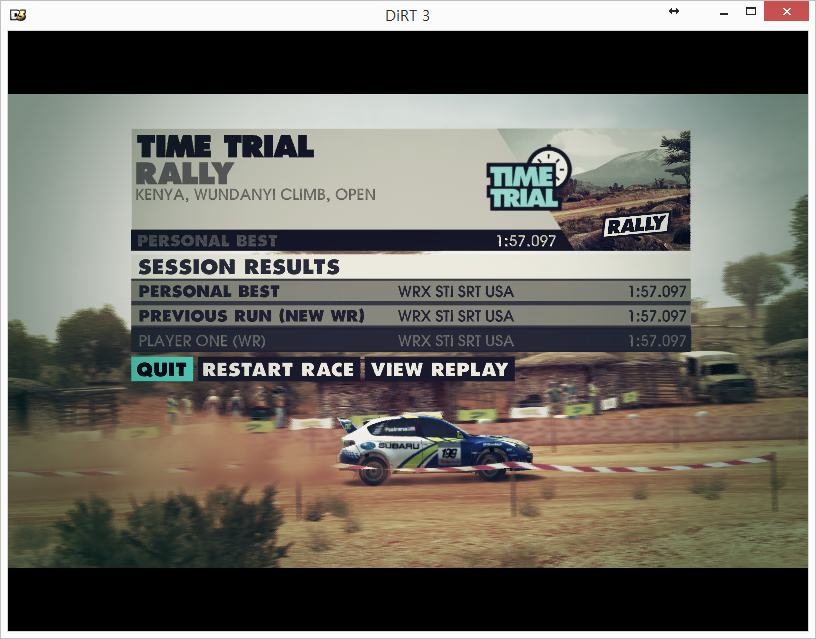 DiRT 3
TIME TRIAL
RALLY
KENYA, WUNDANYI CLIMB, OPEN
TIME
TRIAL
RALLY
PERSONAL BEST 1:57.097
SESSION RESULTS
PERSONAL BEST WRX STI SRT USA 1:57.097
PREVIOUS RUN (NEW WR) WRX STI SRT USA 1:57.097
PLAYER ONE (WR) WRX STI SRT USA 1:57.097
QUIT RESTART RACE VIEW REPLAY
Pastrana
SUBARU
199